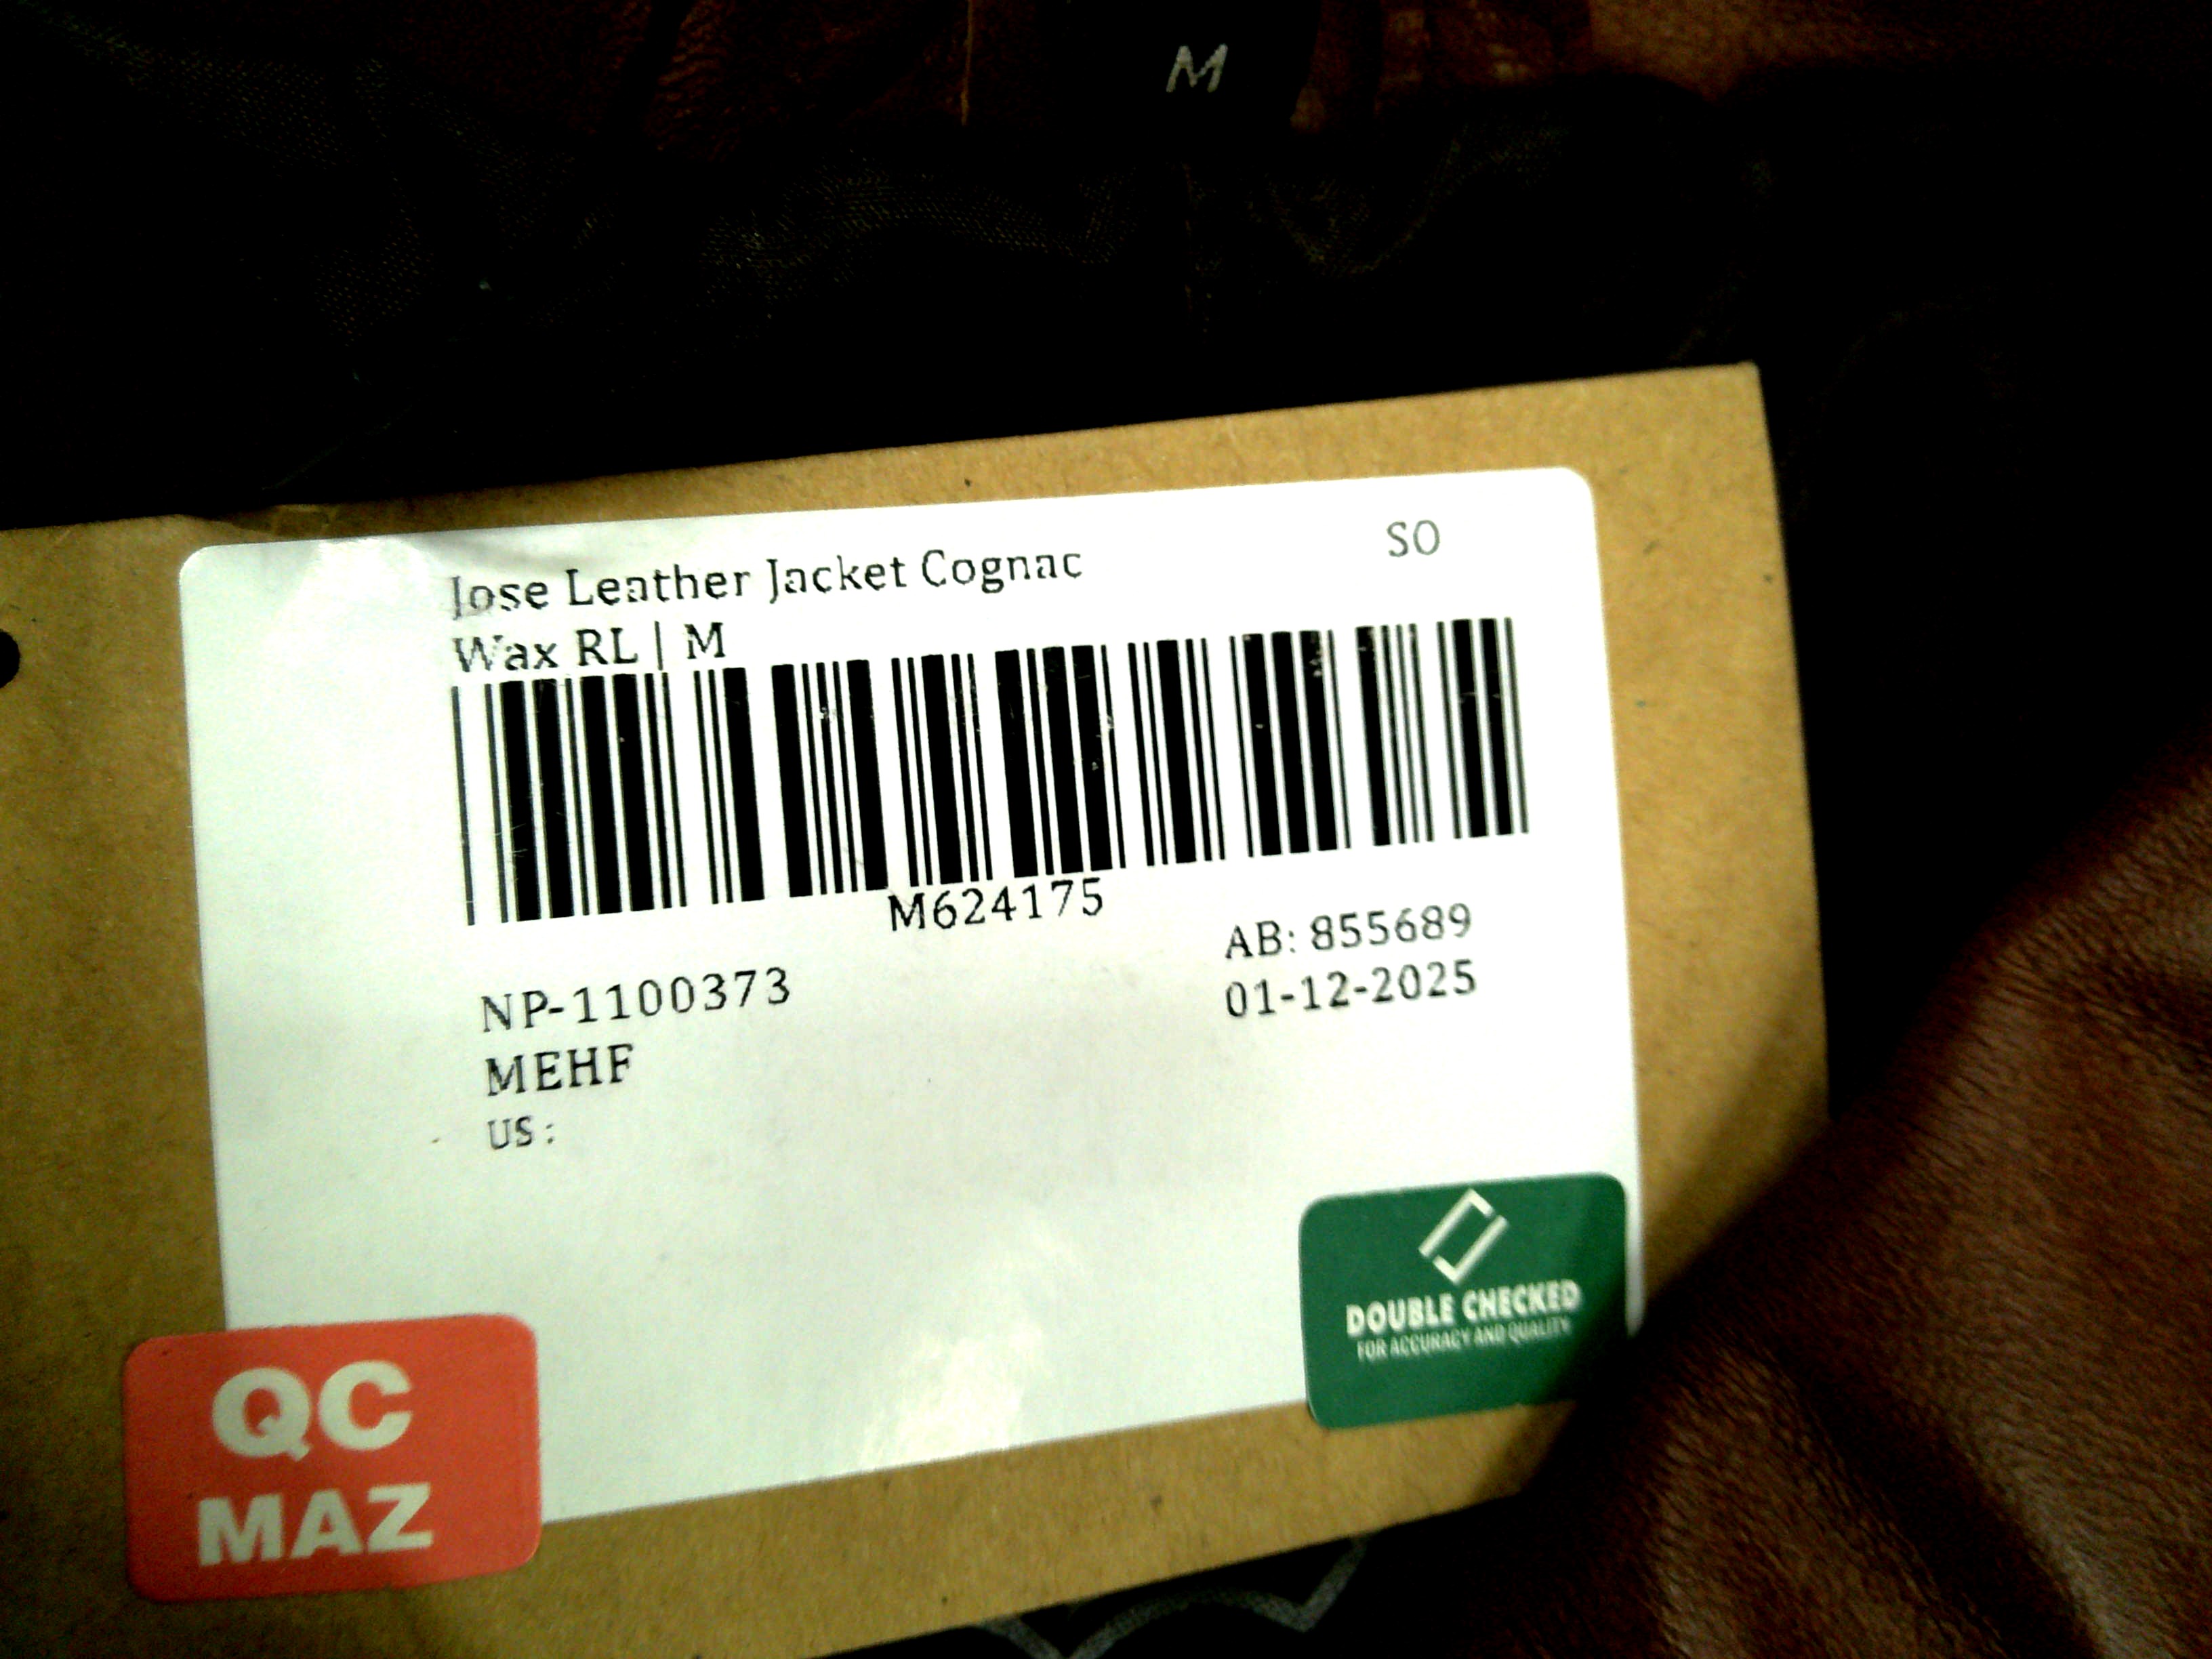 M
SO
Jose Leather Jacket Cognac
Wax RL | M
M624175
AB: 855689
NP-1100373
01-12-2025
MEHF
US:
DOUBLE CHECKED
FOR ACCURACY AND QUALITY
QC
MAZ